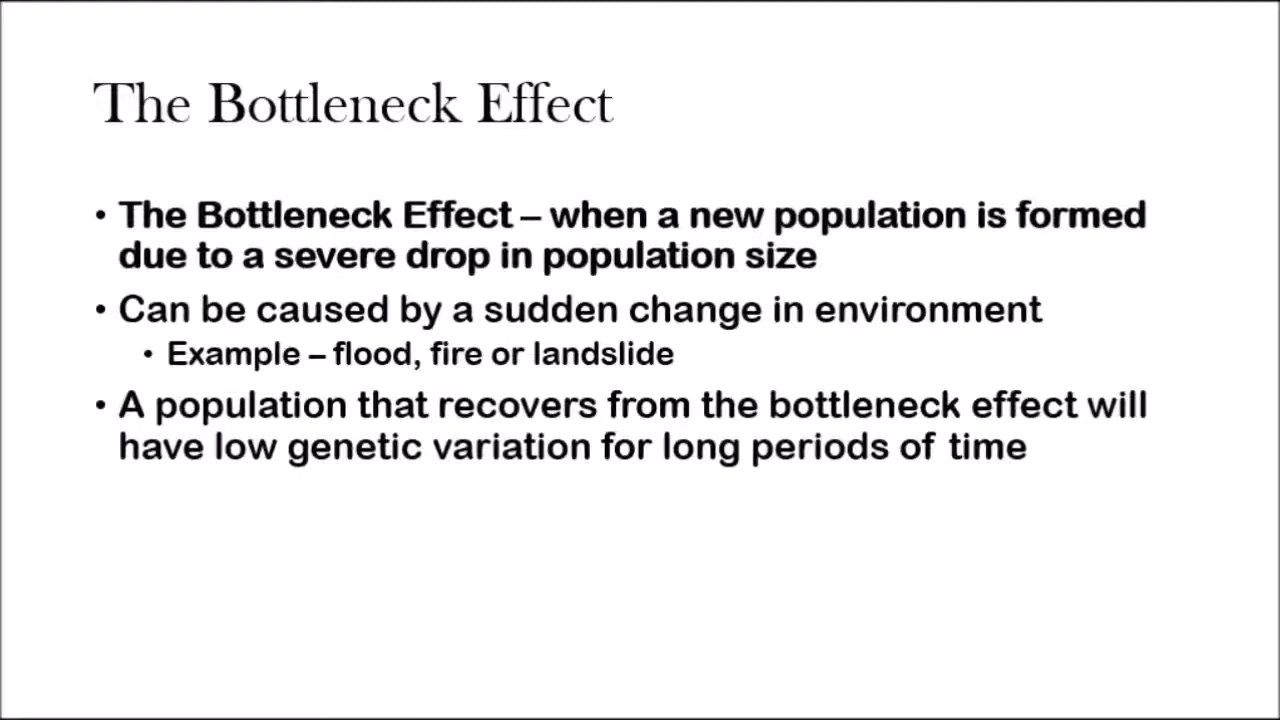 The Bottleneck Effect
• The Bottleneck Effect – when a new population is formed
due to a severe drop in population size
• Can be caused by a sudden change in environment
• Example – flood, fire or landslide
• A population that recovers from the bottleneck effect will
have low genetic variation for long periods of time